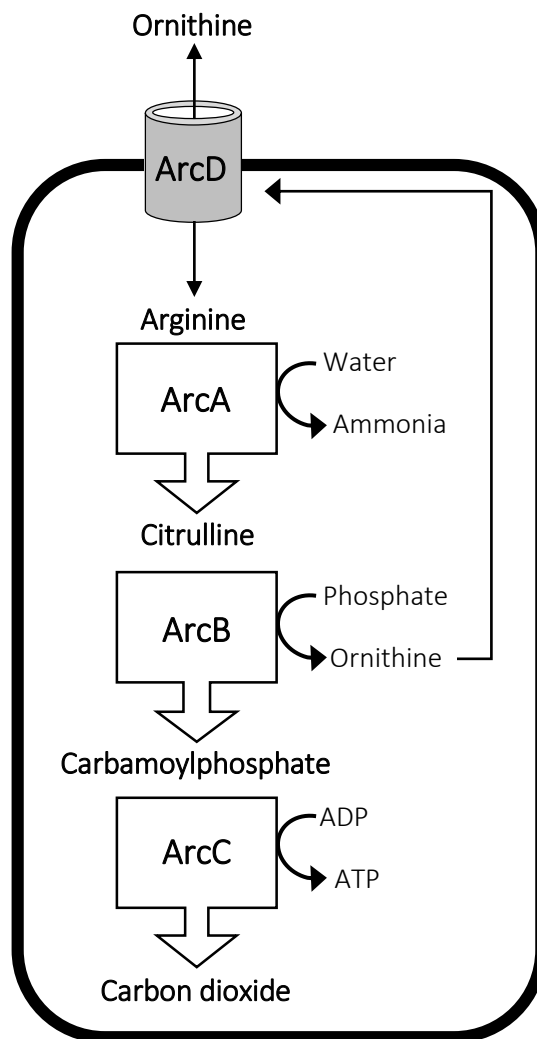 Ornithine
ArcD
Arginine
ArcA
Water
Ammonia
Citrulline
ArcB
Phosphate
Ornithine
Carbamoylphosphate
ArcC
ADP
ATP
Carbon dioxide